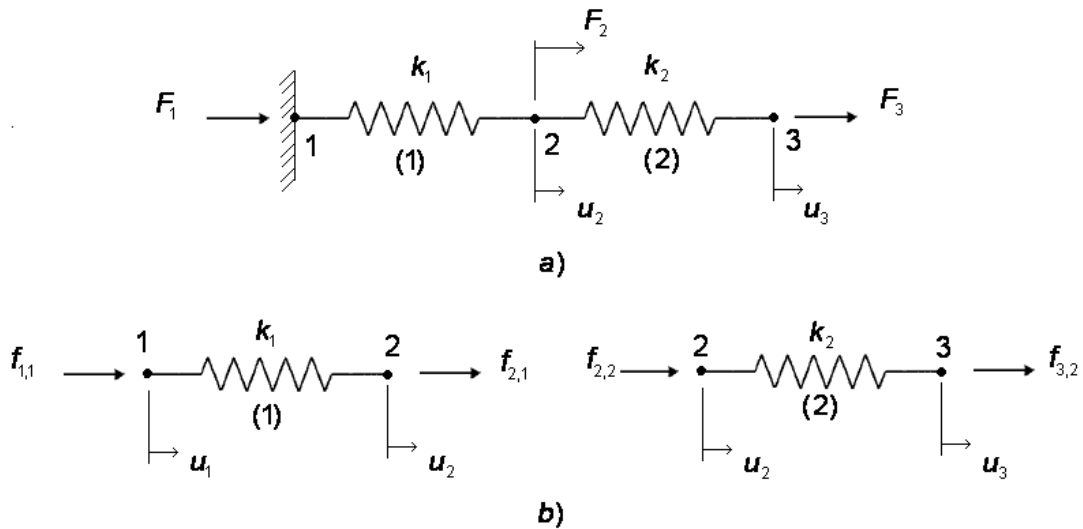 F₂
k₁ k₂
F₁ F₃
1 2 3
(1) (2)
u₂ u₃
a)
1 k₁ 2 2 k₂ 3
f₁,₁ f₂,₁ f₂,₂ f₃,₂
(1) (2)
u₁ u₂ u₂ u₃
b)